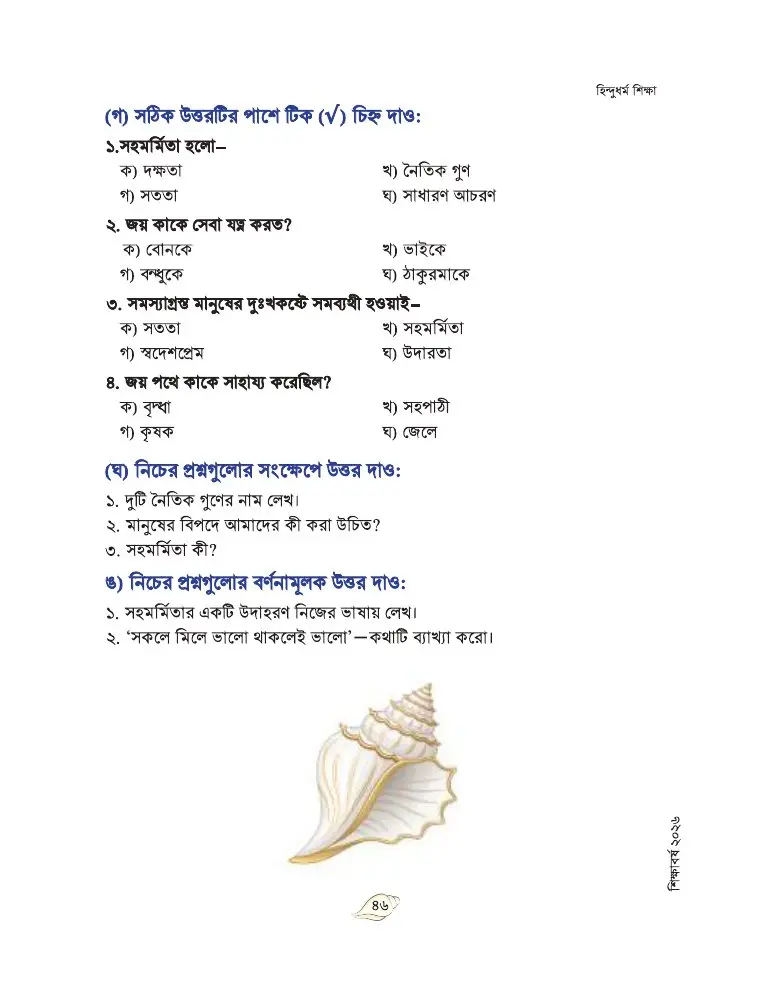 হিন্দুধর্ম শিক্ষা
(গ) সঠিক উত্তরটির পাশে টিক (√) চিহ্ন দাও:
১.সহমর্মিতা হলো–
ক) দক্ষতা খ) নৈতিক গুণ
গ) সততা ঘ) সাধারণ আচরণ
২. জয় কাকে সেবা যত্ন করত?
ক) বোনকে খ) ভাইকে
গ) বন্ধুকে ঘ) ঠাকুরমাকে
৩. সমস্যাগ্রস্ত মানুষের দুঃখকষ্টে সমব্যথী হওয়াই–
ক) সততা খ) সহমর্মিতা
গ) স্বদেশপ্রেম ঘ) উদারতা
৪. জয় পথে কাকে সাহায্য করেছিল?
ক) বৃদ্ধা খ) সহপাঠী
গ) কৃষক ঘ) জেলে
(ঘ) নিচের প্রশ্নগুলোর সংক্ষেপে উত্তর দাও:
১. দুটি নৈতিক গুণের নাম লেখ।
২. মানুষের বিপদে আমাদের কী করা উচিত?
৩. সহমর্মিতা কী?
ঙ) নিচের প্রশ্নগুলোর বর্ণনামূলক উত্তর দাও:
১. সহমর্মিতার একটি উদাহরণ নিজের ভাষায় লেখ।
২. ‘সকলে মিলে ভালো থাকলেই ভালো’—কথাটি ব্যাখ্যা করো।
শিক্ষাবর্ষ ২০২৬
৪৬